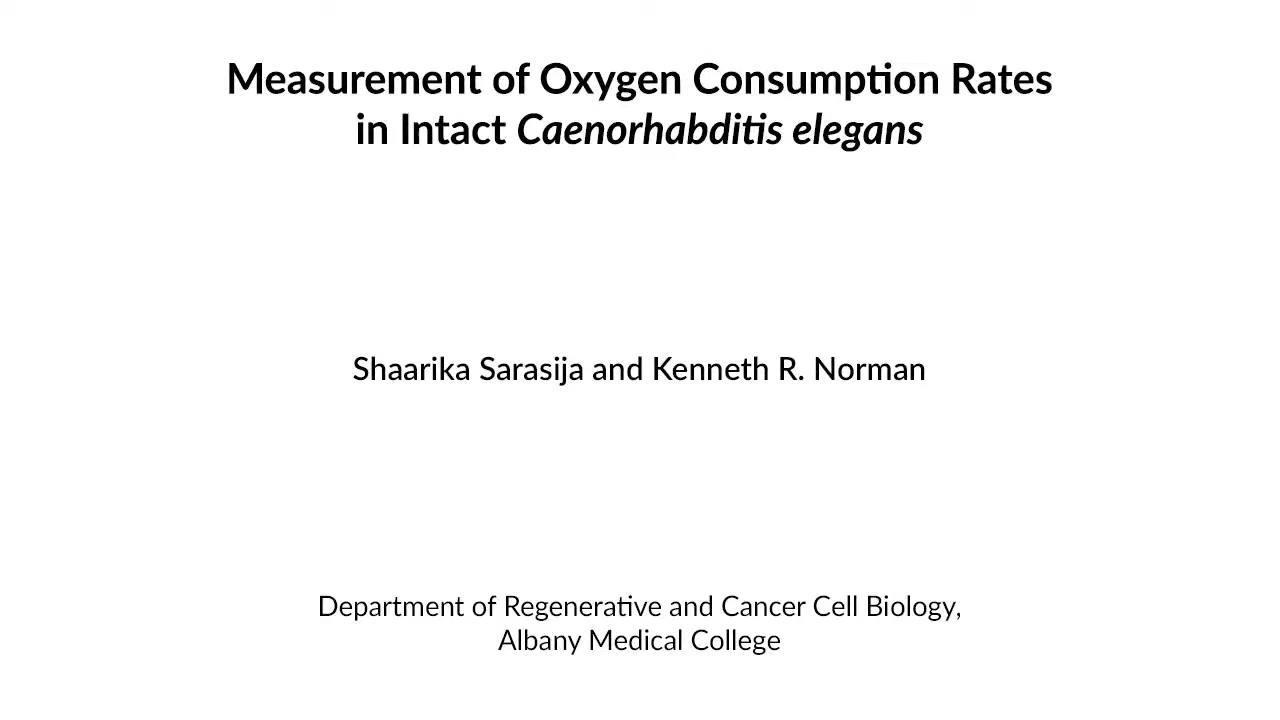 Measurement of Oxygen Consumption Rates
in Intact Caenorhabditis elegans
Shaarika Sarasija and Kenneth R. Norman
Department of Regenerative and Cancer Cell Biology,
Albany Medical College